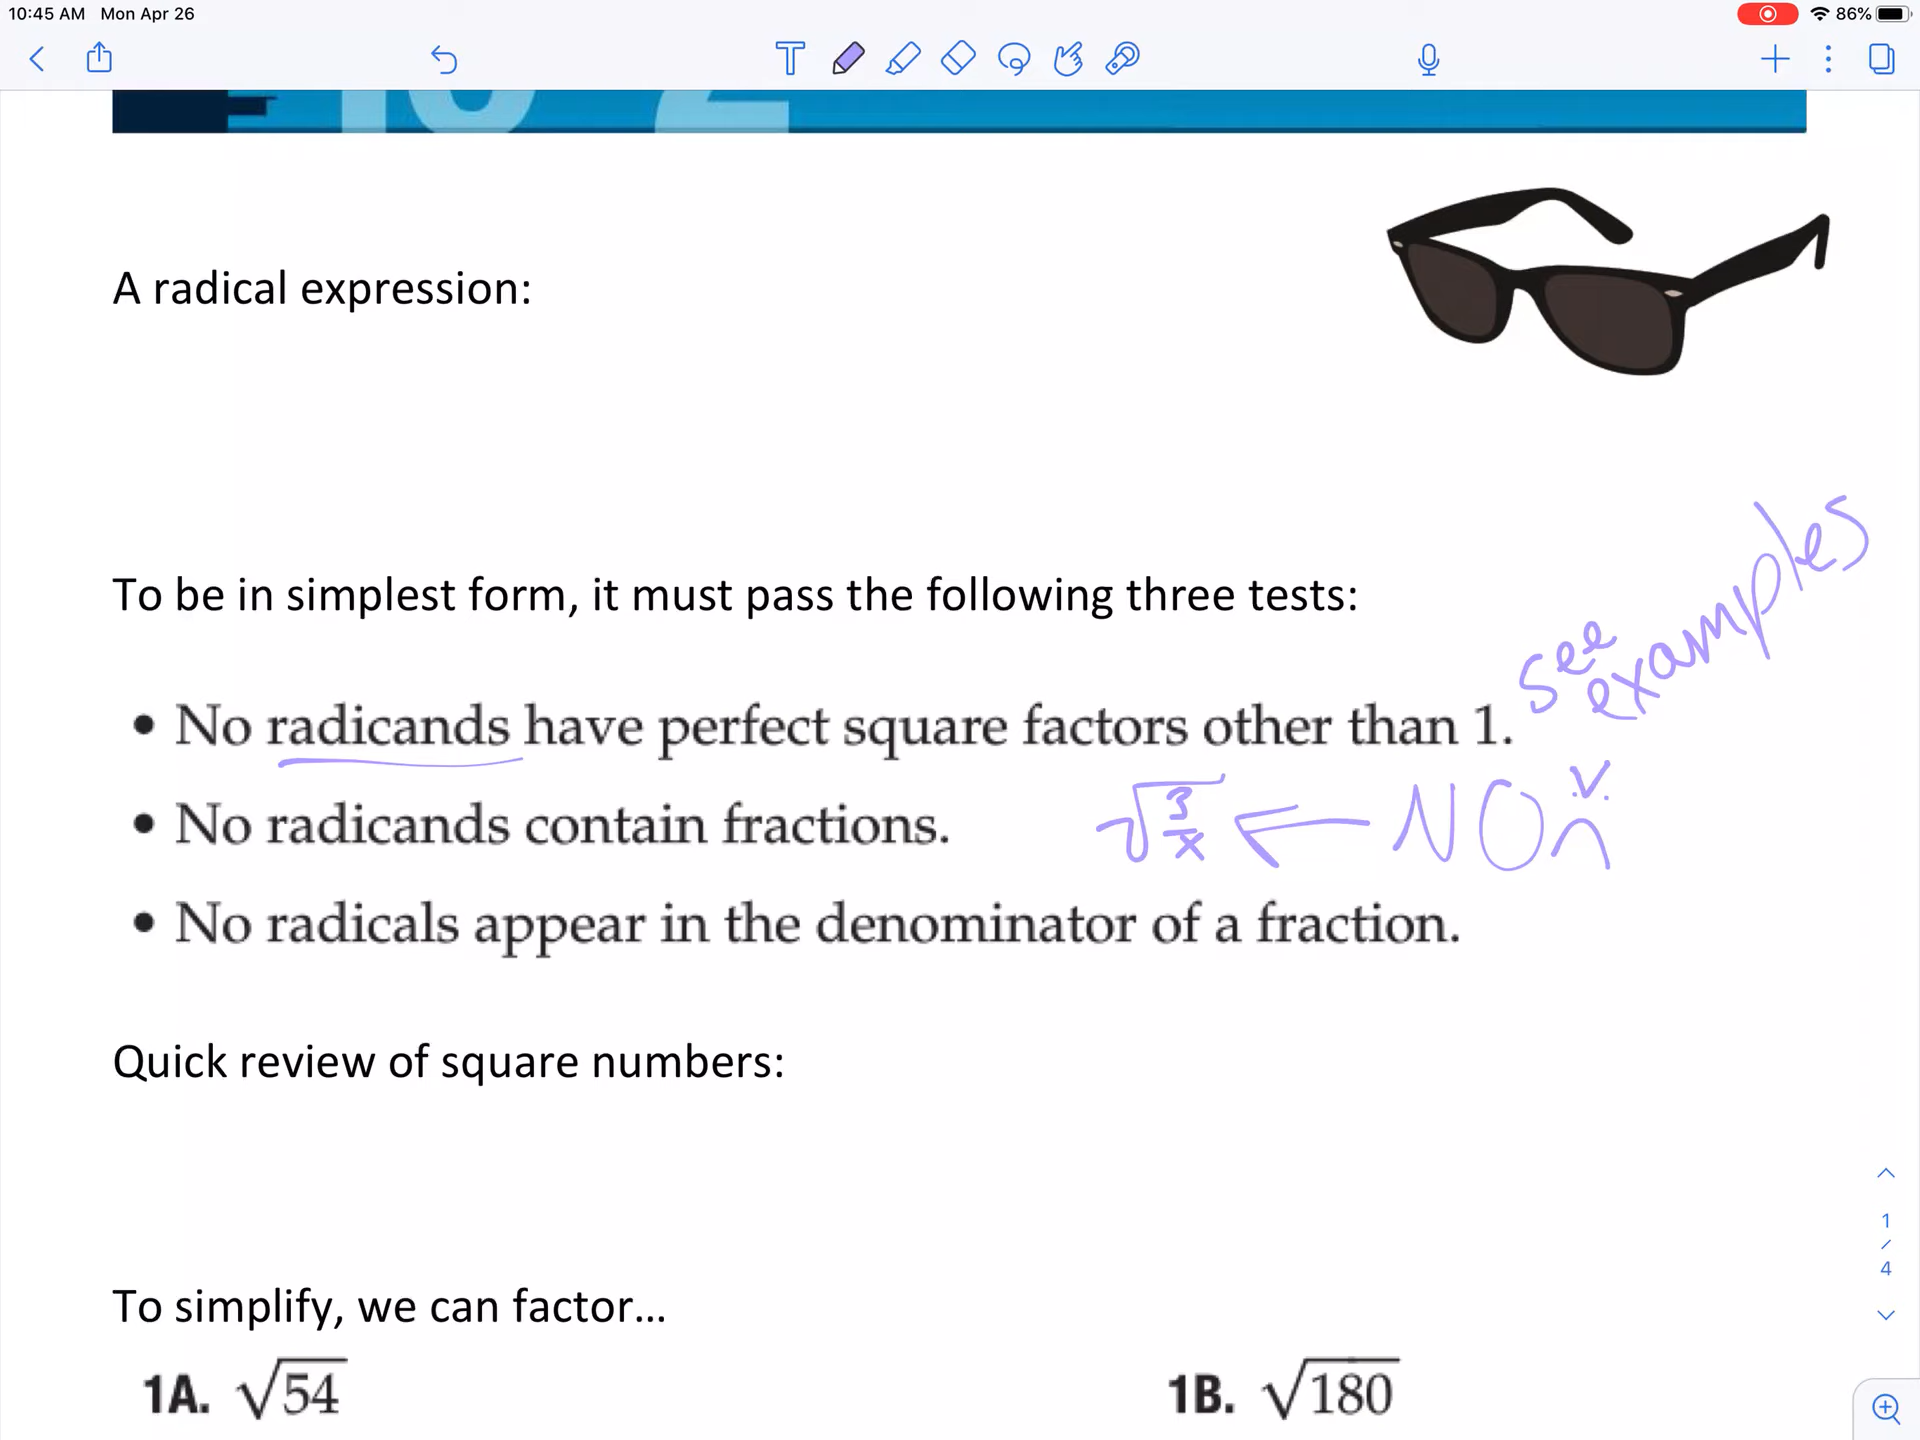 10:45 AM Mon Apr 26
86%
A radical expression:
To be in simplest form, it must pass the following three tests:
see
examples
• No radicands have perfect square factors other than 1.
• No radicands contain fractions.
√(3/x) ← NO
• No radicals appear in the denominator of a fraction.
Quick review of square numbers:
1
/
4
To simplify, we can factor...
1A. √54
1B. √180